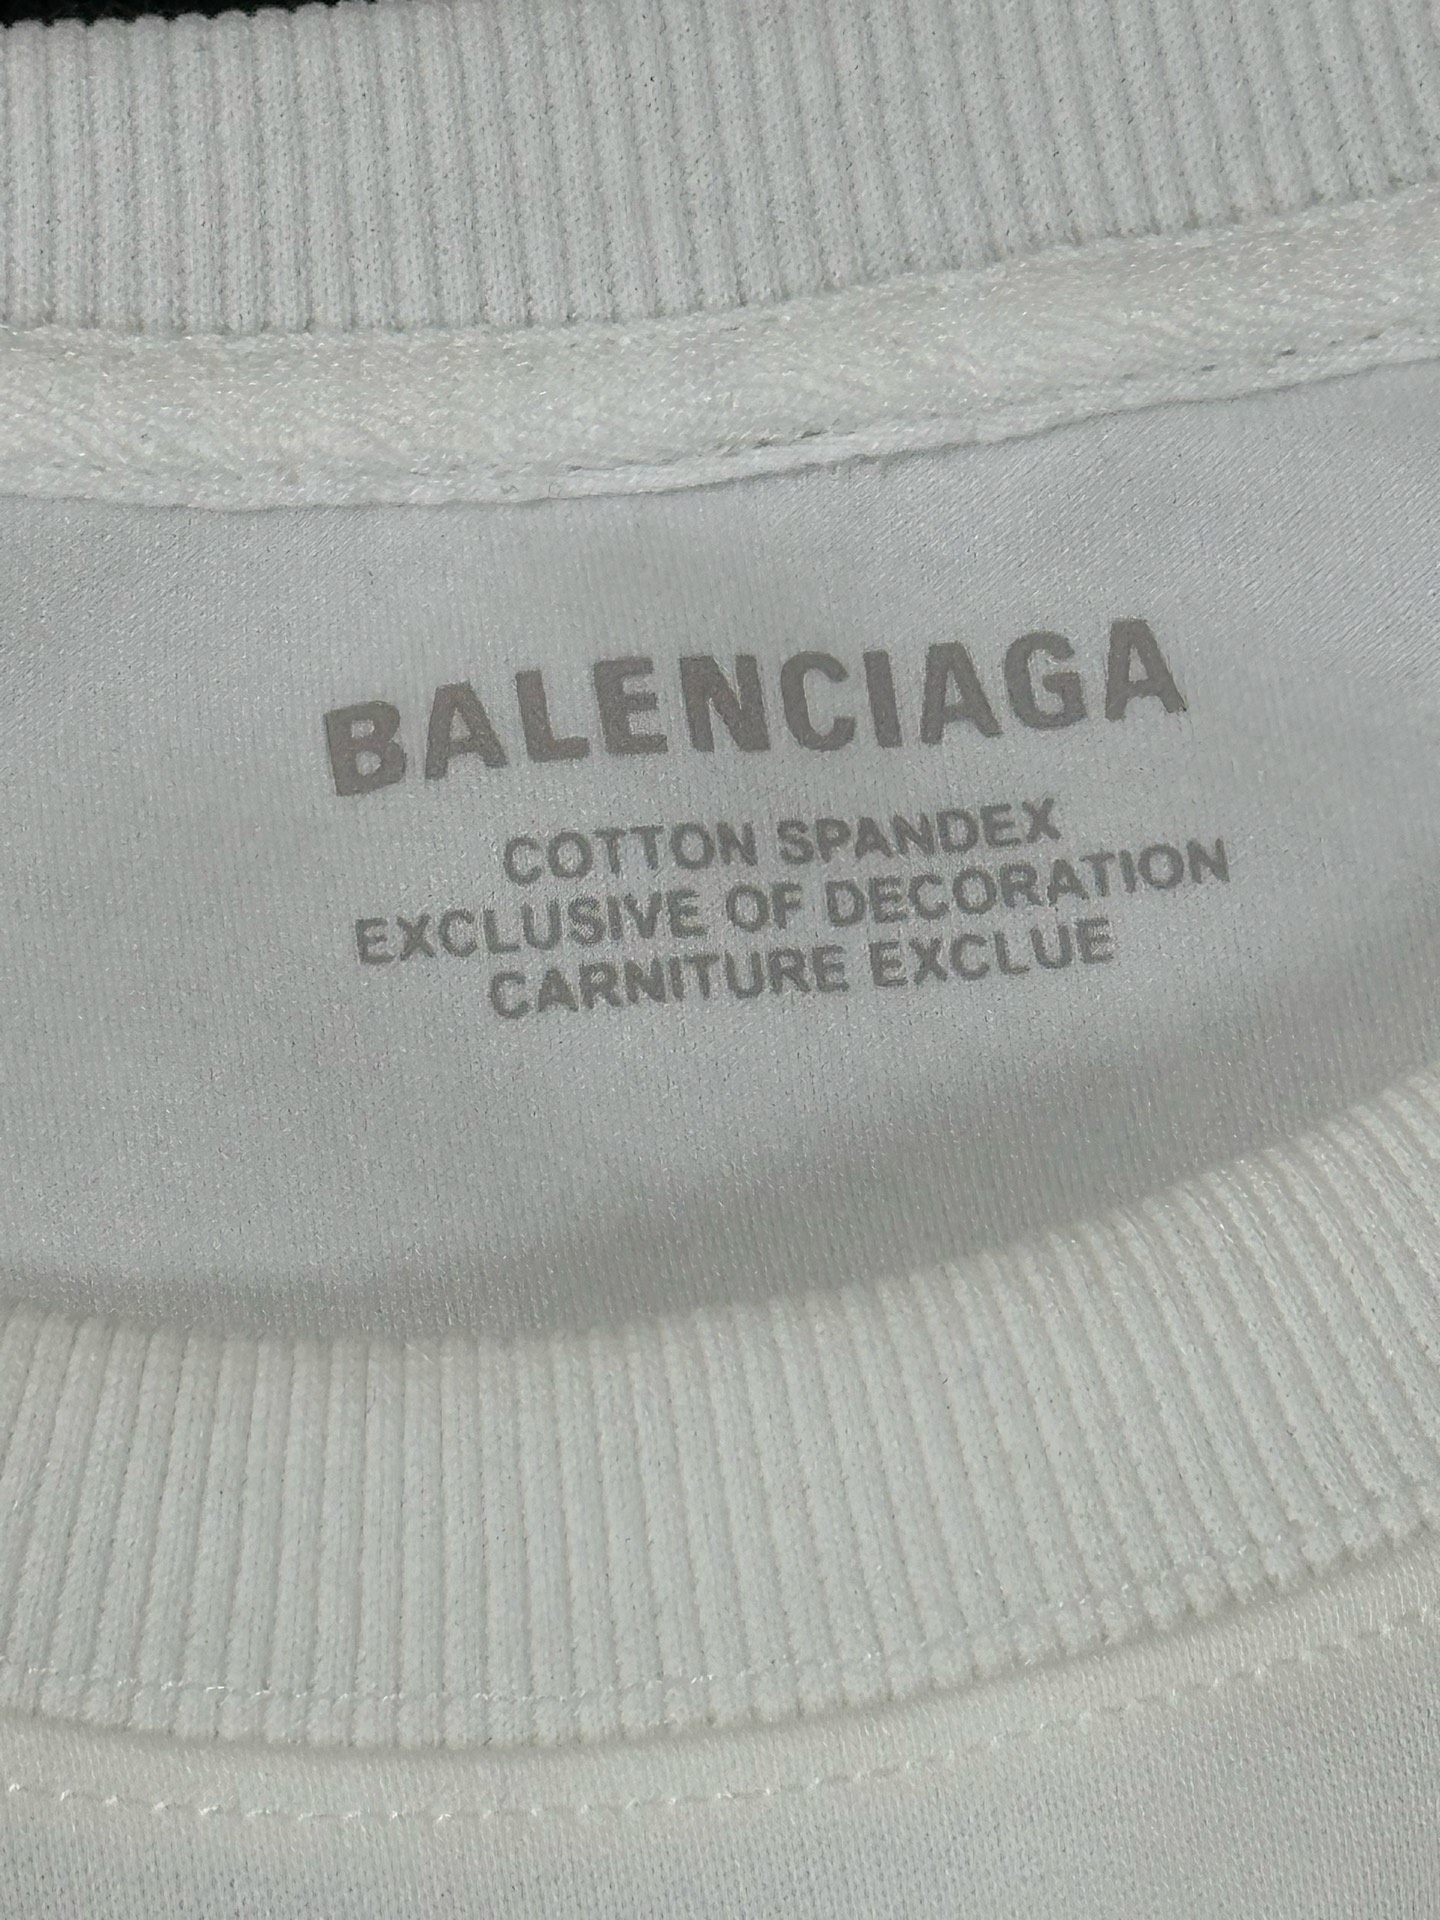 BALENCIAGA
COTTON SPANDEX
EXCLUSIVE OF DECORATION
CARNITURE EXCLUE